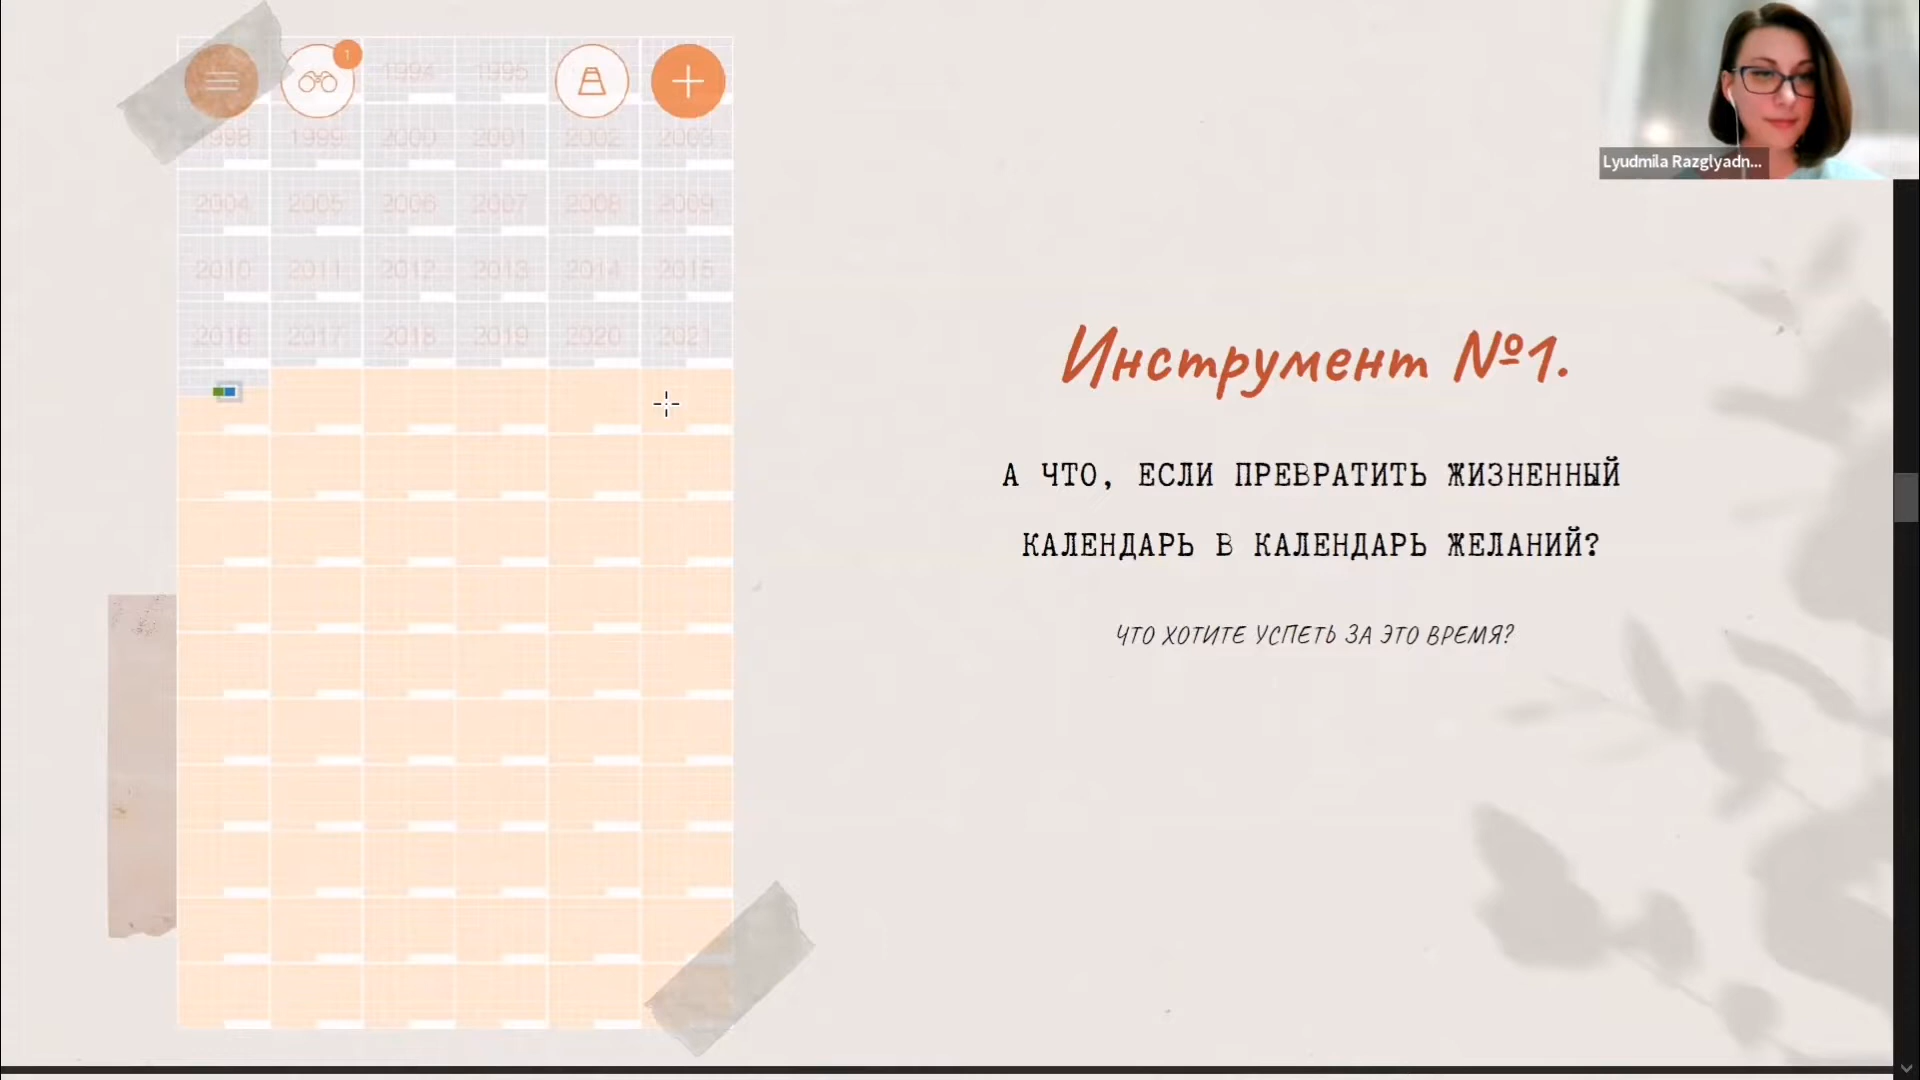 1
1994 1995
1998 1999 2000 2001 2002 2003
2004 2005 2006 2007 2008 2009
2010 2011 2012 2013 2014 2015
2016 2017 2018 2019 2020 2021
Lyudmila Razglyadn...
Инструмент №1.
А ЧТО, ЕСЛИ ПРЕВРАТИТЬ ЖИЗНЕННЫЙ
КАЛЕНДАРЬ В КАЛЕНДАРЬ ЖЕЛАНИЙ?
ЧТО ХОТИТЕ УСПЕТЬ ЗА ЭТО ВРЕМЯ?